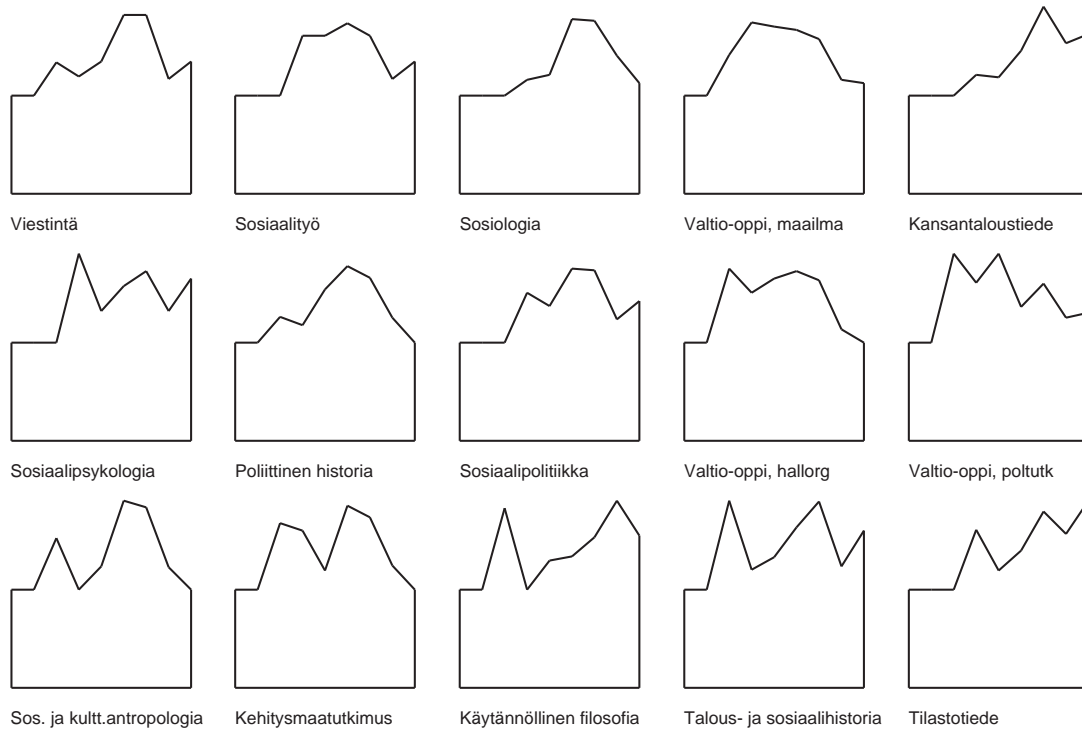 Viestintä
Sosiaalityö
Sosiologia
Valtio-oppi, maailma
Kansantaloustiede
Sosiaalipsykologia
Poliittinen historia
Sosiaalipolitiikka
Valtio-oppi, hallorg
Valtio-oppi, poltutk
Sos. ja kultt.antropologia
Kehitysmaatutkimus
Käytännöllinen filosofia
Talous- ja sosiaalihistoria
Tilastotiede